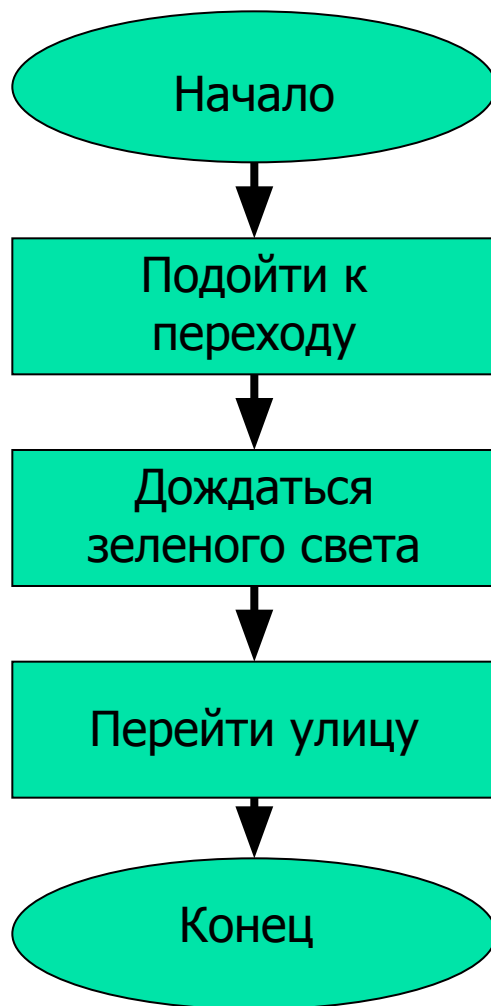 Начало
Подойти к
переходу
Дождаться
зеленого света
Перейти улицу
Конец